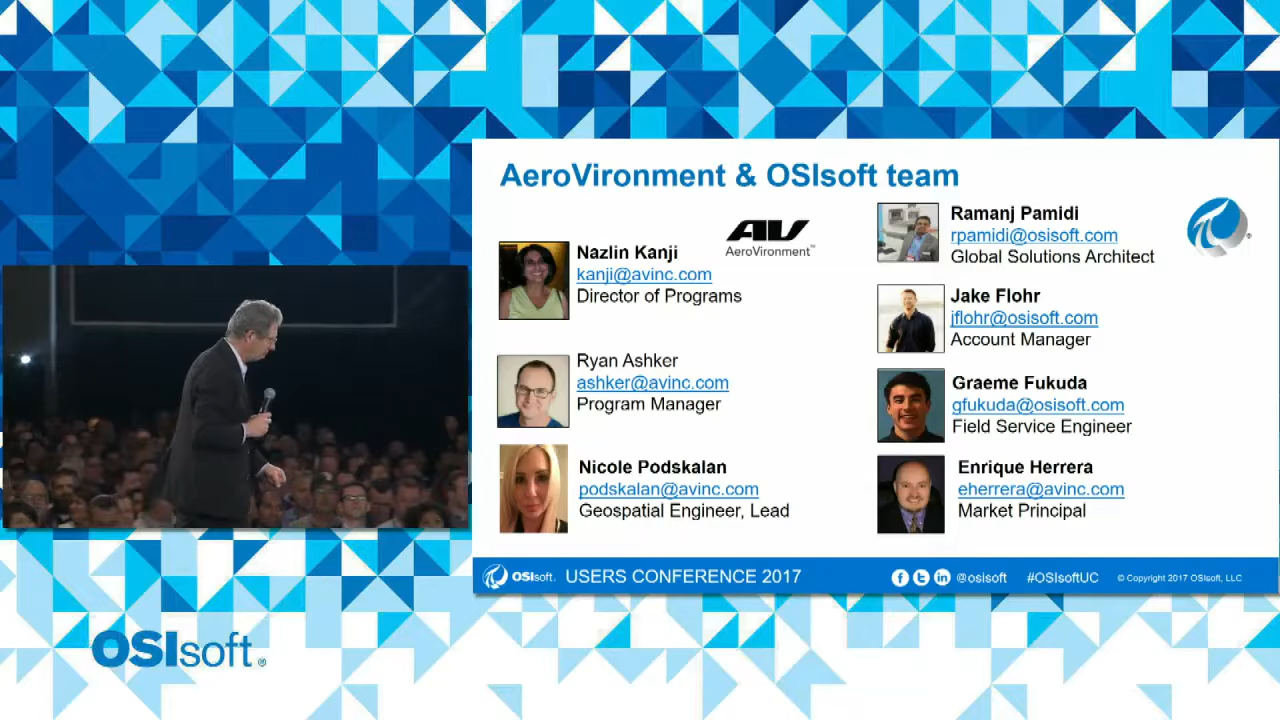 AeroVironment & OSIsoft team
AV
AeroVironment™
Nazlin Kanji
kanji@avinc.com
Director of Programs
Ryan Ashker
ashker@avinc.com
Program Manager
Nicole Podskalan
podskalan@avinc.com
Geospatial Engineer, Lead
Ramanj Pamidi
rpamidi@osisoft.com
Global Solutions Architect
®
Jake Flohr
jflohr@osisoft.com
Account Manager
Graeme Fukuda
gfukuda@osisoft.com
Field Service Engineer
Enrique Herrera
eherrera@avinc.com
Market Principal
OSIsoft. USERS CONFERENCE 2017
@osisoft #OSIsoftUC © Copyright 2017 OSIsoft, LLC
OSIsoft®